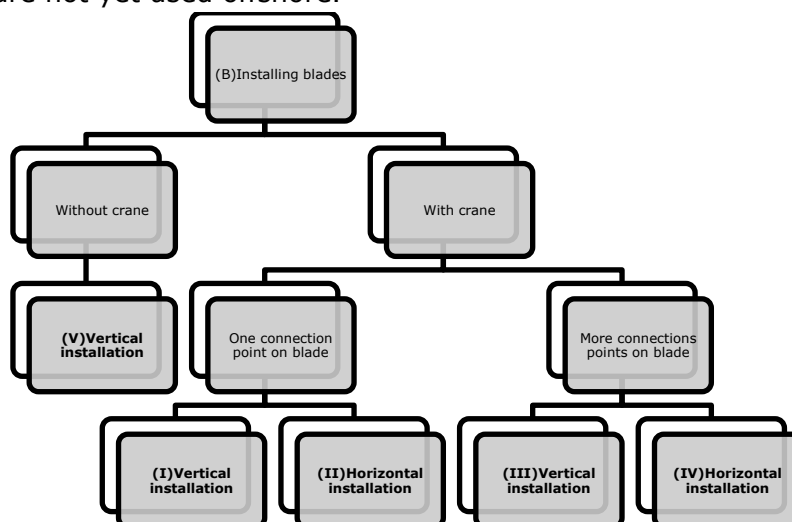 are not yet used offshore.
(B)Installing blades
Without crane
With crane
(V)Vertical
installation
One connection
point on blade
More connections
points on blade
(I)Vertical
installation
(II)Horizontal
installation
(III)Vertical
installation
(IV)Horizontal
installation